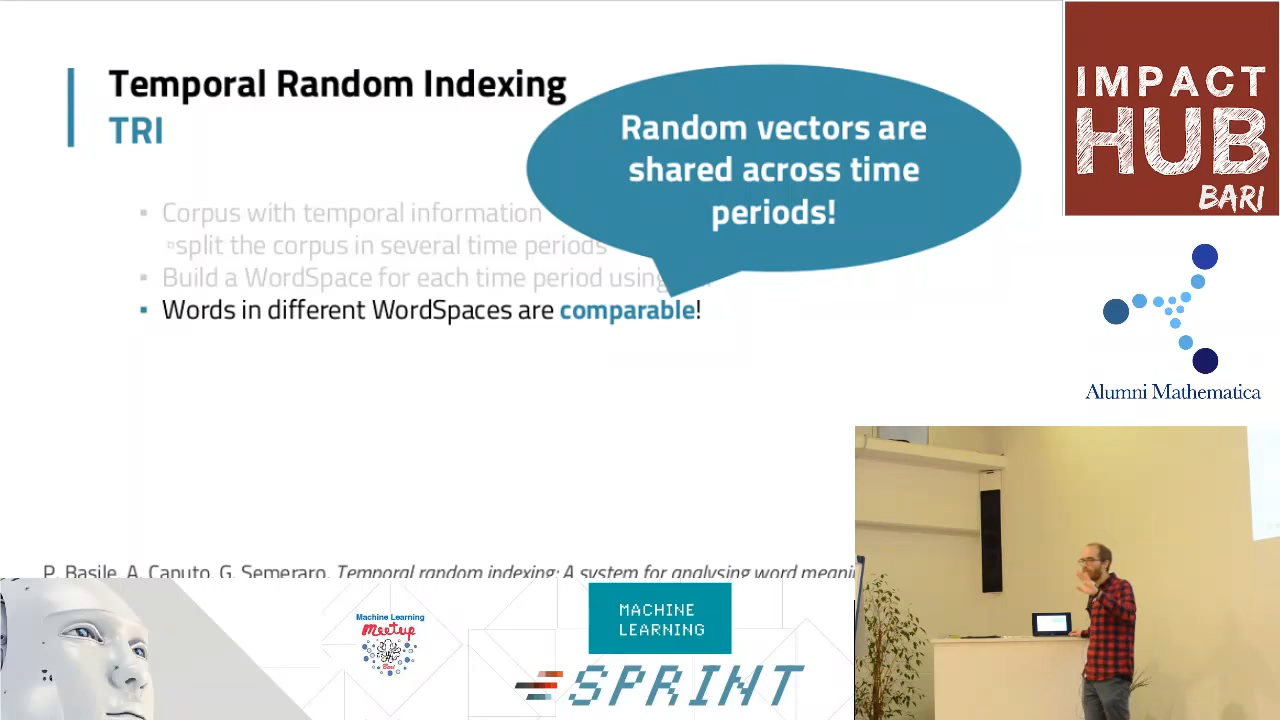 Temporal Random Indexing
TRI
Random vectors are
shared across time
periods!
Corpus with temporal information
split the corpus in several time periods
Build a WordSpace for each time period using
Words in different WordSpaces are comparable!
P. Basile, A. Caputo, G. Semeraro, Temporal random indexing: A system for analysing word
IMPACT
HUB
BARI
Alumni Mathematica
Machine Learning
Meetup
Bari
MACHINE
LEARNING
SPRINT